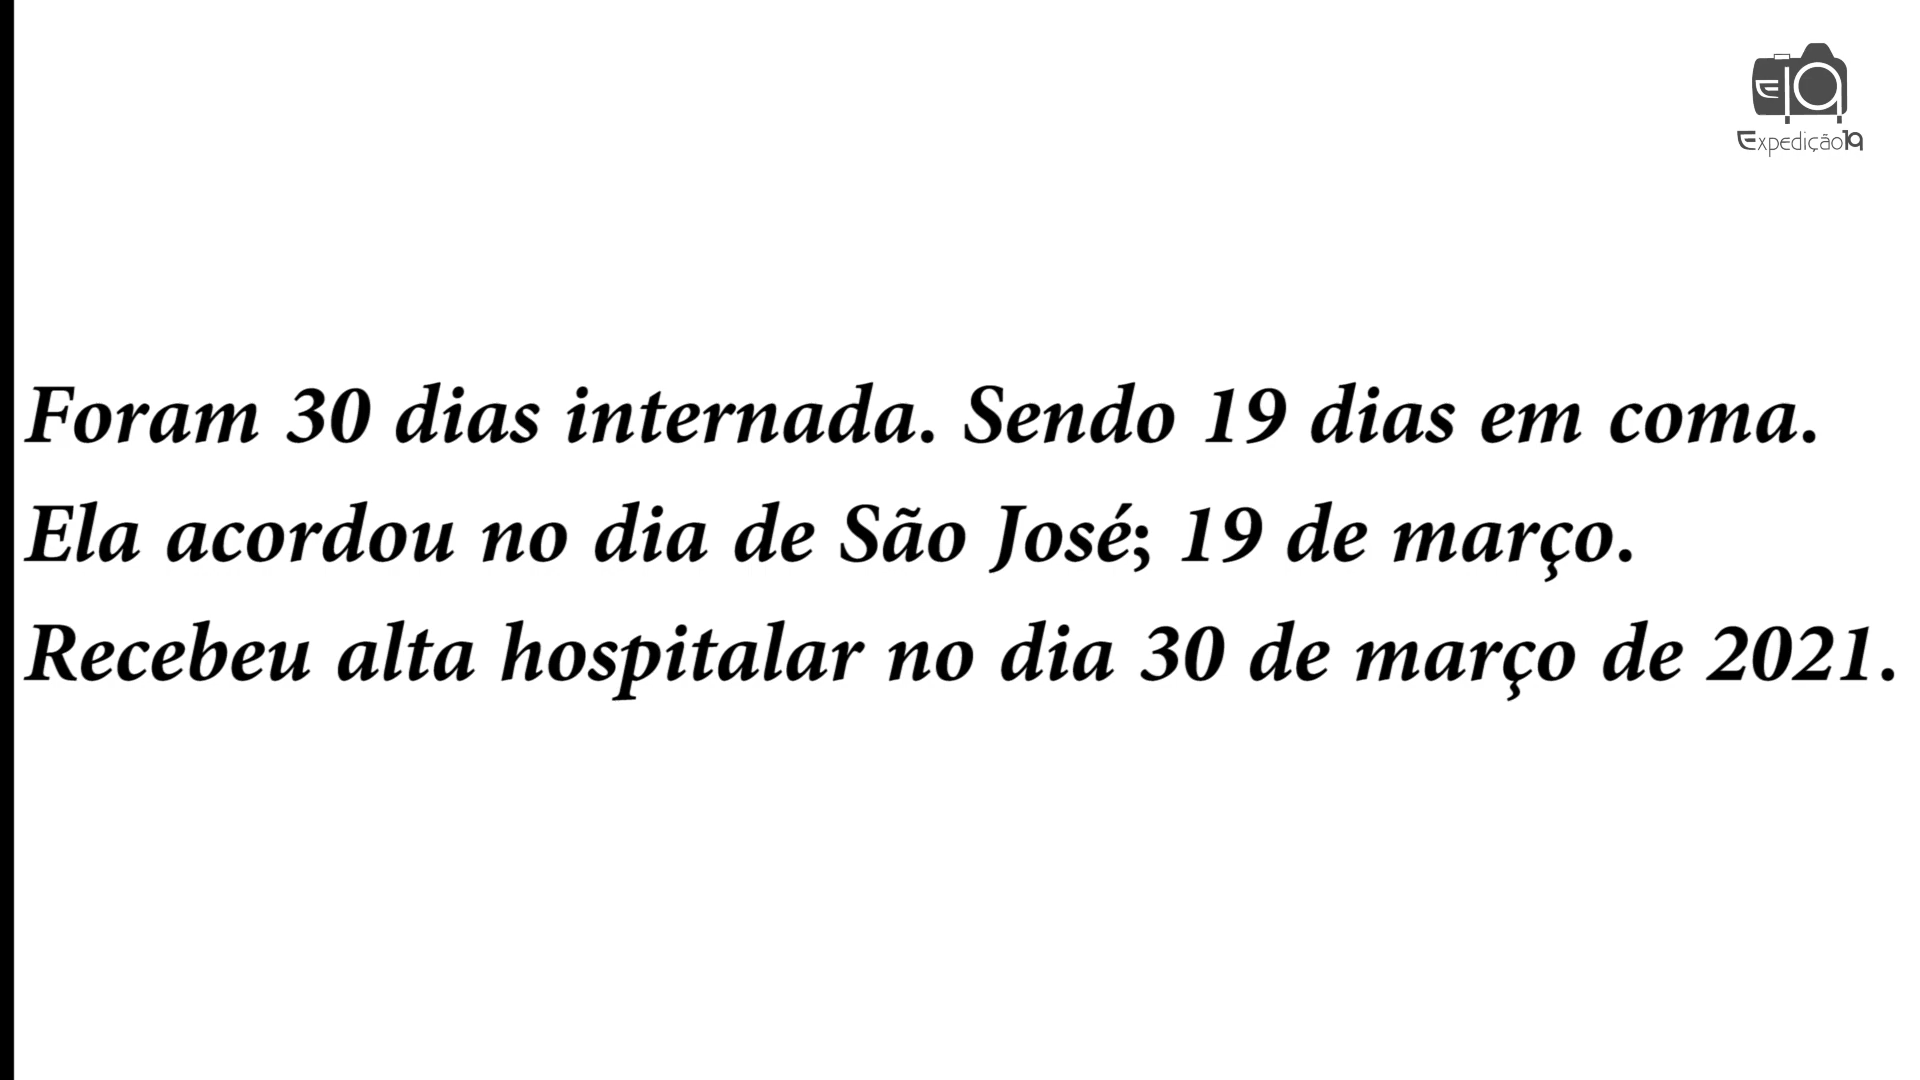 E19
Expedição19
Foram 30 dias internada. Sendo 19 dias em coma.
Ela acordou no dia de São José; 19 de março.
Recebeu alta hospitalar no dia 30 de março de 2021.